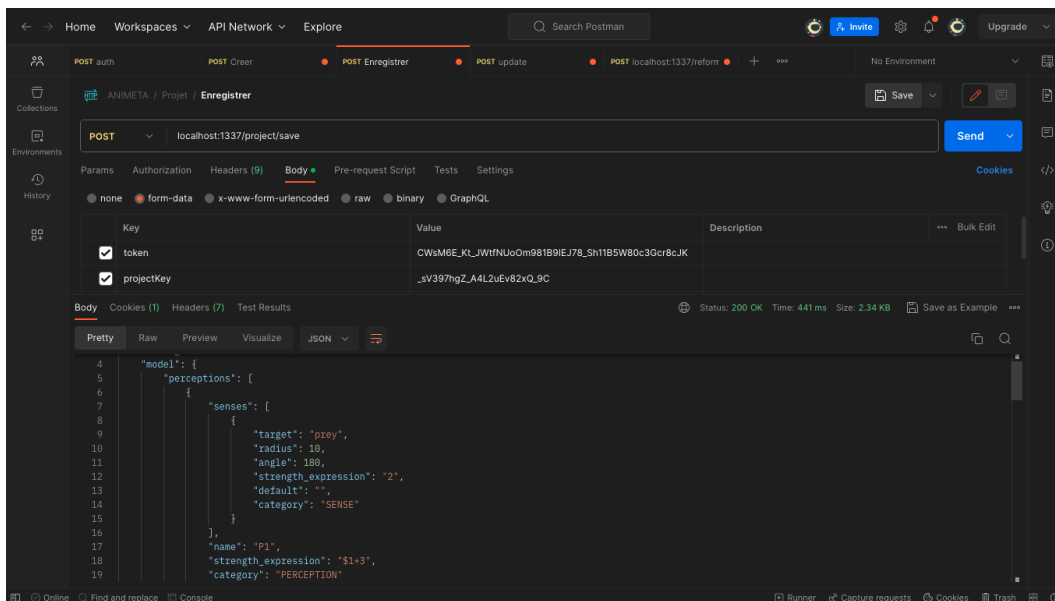 Home Workspaces API Network Explore Search Postman Invite Upgrade
POST auth POST Creer POST Enregistrer POST update POST localhost:1337/reform No Environment
Collections
HTTP ANIMETA / Projet / Enregistrer Save
POST localhost:1337/project/save Send
Environments
Params Authorization Headers (9) Body Pre-request Script Tests Settings Cookies
History
none form-data x-www-form-urlencoded raw binary GraphQL
Key Value Description Bulk Edit
token CWsM6E_Kt_JWtfNUoOm981B9IEJ78_Sh11B5W80c3Gcr8cJK
projectKey _sV397hgZ_A4L2uEv82xQ_9C
Body Cookies (1) Headers (7) Test Results Status: 200 OK Time: 441 ms Size: 2.34 KB Save as Example
Pretty Raw Preview Visualize JSON
4 "model": {
5 "perceptions": [
6 {
7 "senses": [
8 {
9 "target": "prey",
10 "radius": 10,
11 "angle": 180,
12 "strength_expression": "2",
13 "default": "",
14 "category": "SENSE"
15 }
16 ],
17 "name": "P1",
18 "strength_expression": "$1+3",
19 "category": "PERCEPTION"
Online Find and replace Console Runner Capture requests Cookies Trash